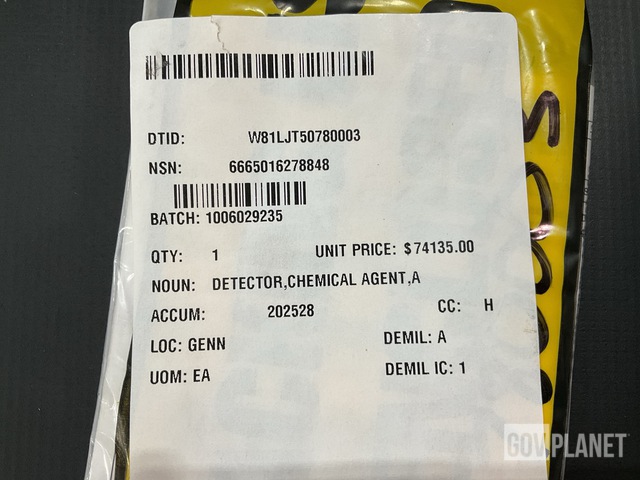 DTID: W81LJT50780003
NSN: 6665016278848
BATCH: 1006029235
QTY: 1 UNIT PRICE: $74135.00
NOUN: DETECTOR,CHEMICAL AGENT,A
ACCUM: 202528 CC: H
LOC: GENN DEMIL: A
UOM: EA DEMIL IC: 1
GOVPLANET